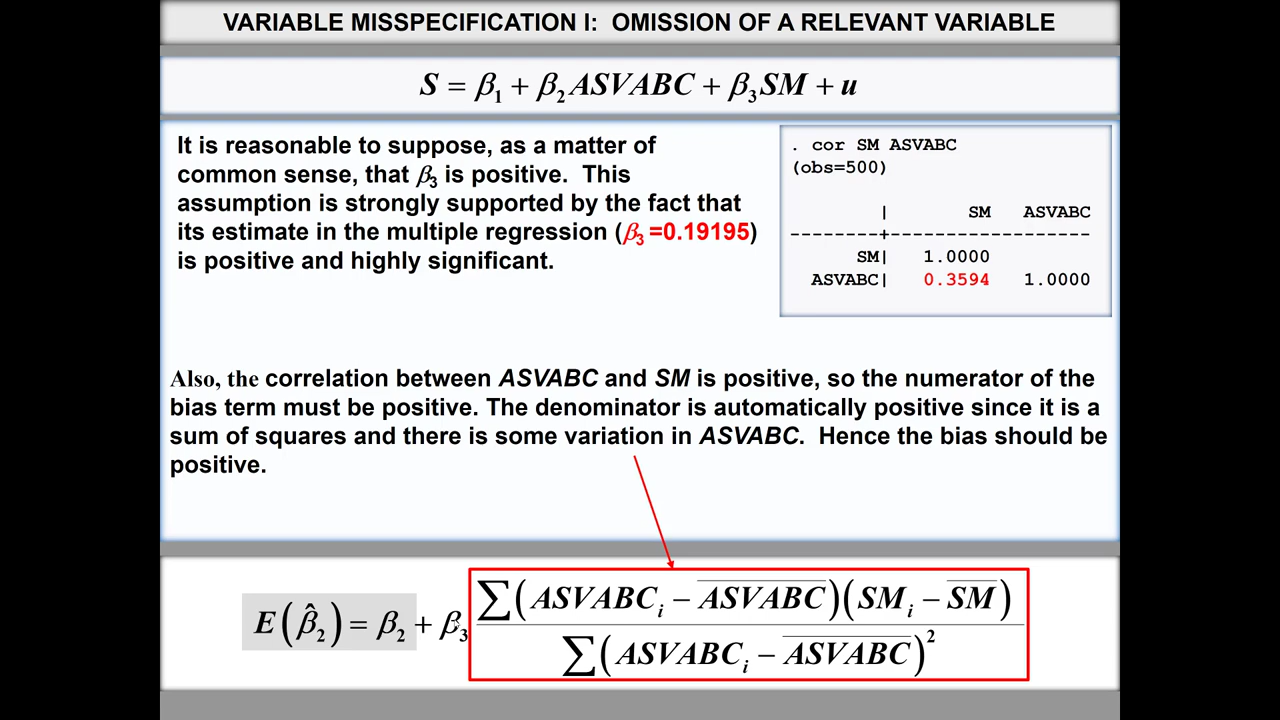 VARIABLE MISSPECIFICATION I: OMISSION OF A RELEVANT VARIABLE
S = β₁ + β₂ASVABC + β₃SM + u
It is reasonable to suppose, as a matter of
common sense, that β₃ is positive. This
assumption is strongly supported by the fact that
its estimate in the multiple regression (β₃ =0.19195)
is positive and highly significant.
. cor SM ASVABC
(obs=500)
| SM ASVABC
--------+------------------
SM| 1.0000
ASVABC| 0.3594 1.0000
Also, the correlation between ASVABC and SM is positive, so the numerator of the
bias term must be positive. The denominator is automatically positive since it is a
sum of squares and there is some variation in ASVABC. Hence the bias should be
positive.
∑(ASVABCᵢ − A̅S̅V̅A̅B̅C̅)(SMᵢ − S̅M̅)
E(β̂₂) = β₂ + β₃
∑(ASVABCᵢ − A̅S̅V̅A̅B̅C̅)²